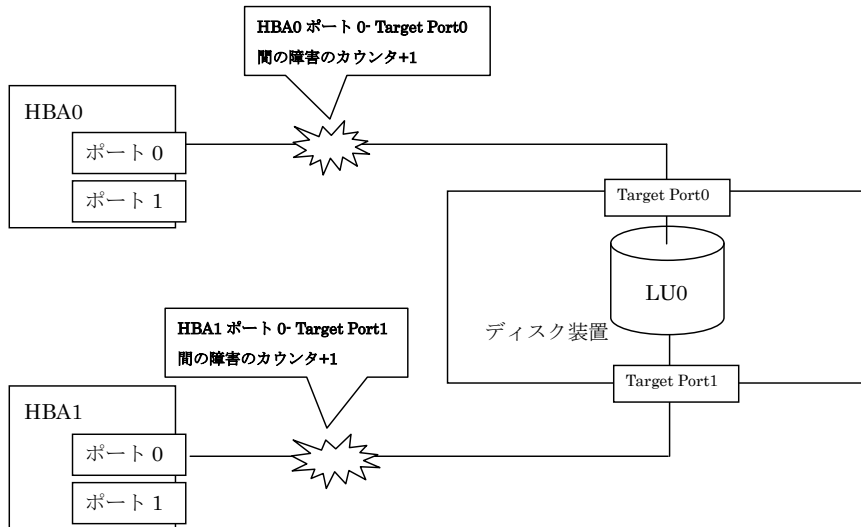 HBA0 ポート 0- Target Port0
間の障害のカウンタ+1
HBA0
ポート 0
ポート 1
Target Port0
LU0
ディスク装置
HBA1 ポート 0- Target Port1
間の障害のカウンタ+1
Target Port1
HBA1
ポート 0
ポート 1